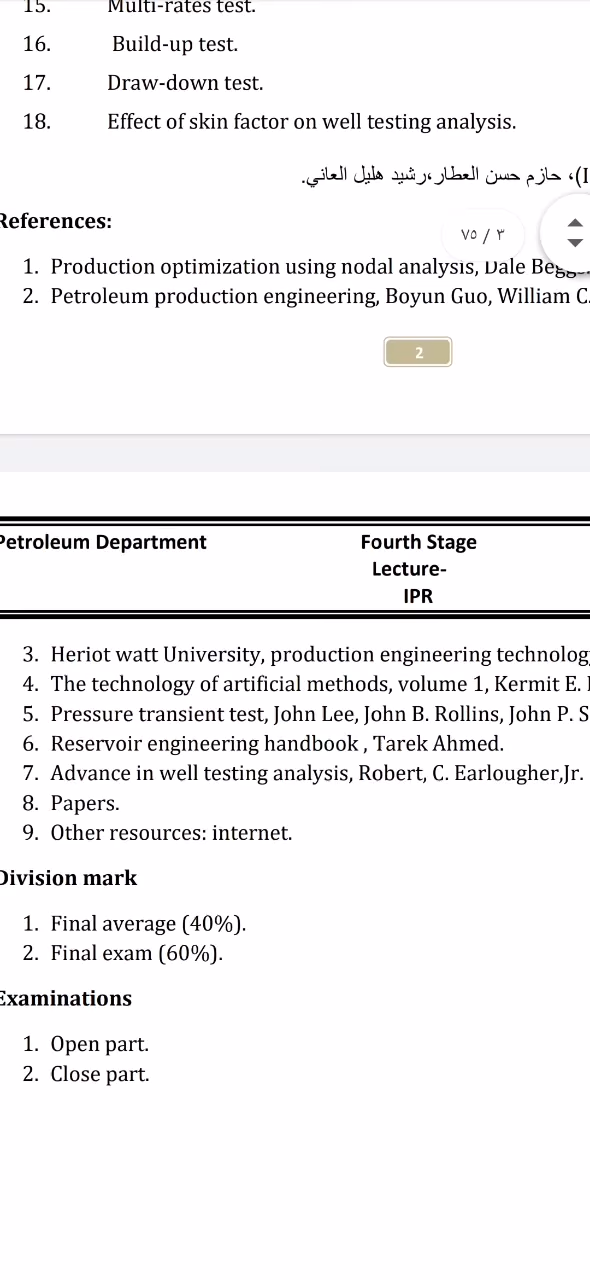 15. Multi-rates test.
16. Build-up test.
17. Draw-down test.
18. Effect of skin factor on well testing analysis.
)، حازم حسن العطار،رشيد هليل العاني.
References:
٧٥ / ٣
1. Production optimization using nodal analysis, Dale Beggs.
2. Petroleum production engineering, Boyun Guo, William C.
2
Petroleum Department
Fourth Stage
Lecture-
IPR
3. Heriot watt University, production engineering technolog
4. The technology of artificial methods, volume 1, Kermit E.
5. Pressure transient test, John Lee, John B. Rollins, John P. S
6. Reservoir engineering handbook , Tarek Ahmed.
7. Advance in well testing analysis, Robert, C. Earlougher,Jr.
8. Papers.
9. Other resources: internet.
Division mark
1. Final average (40%).
2. Final exam (60%).
Examinations
1. Open part.
2. Close part.